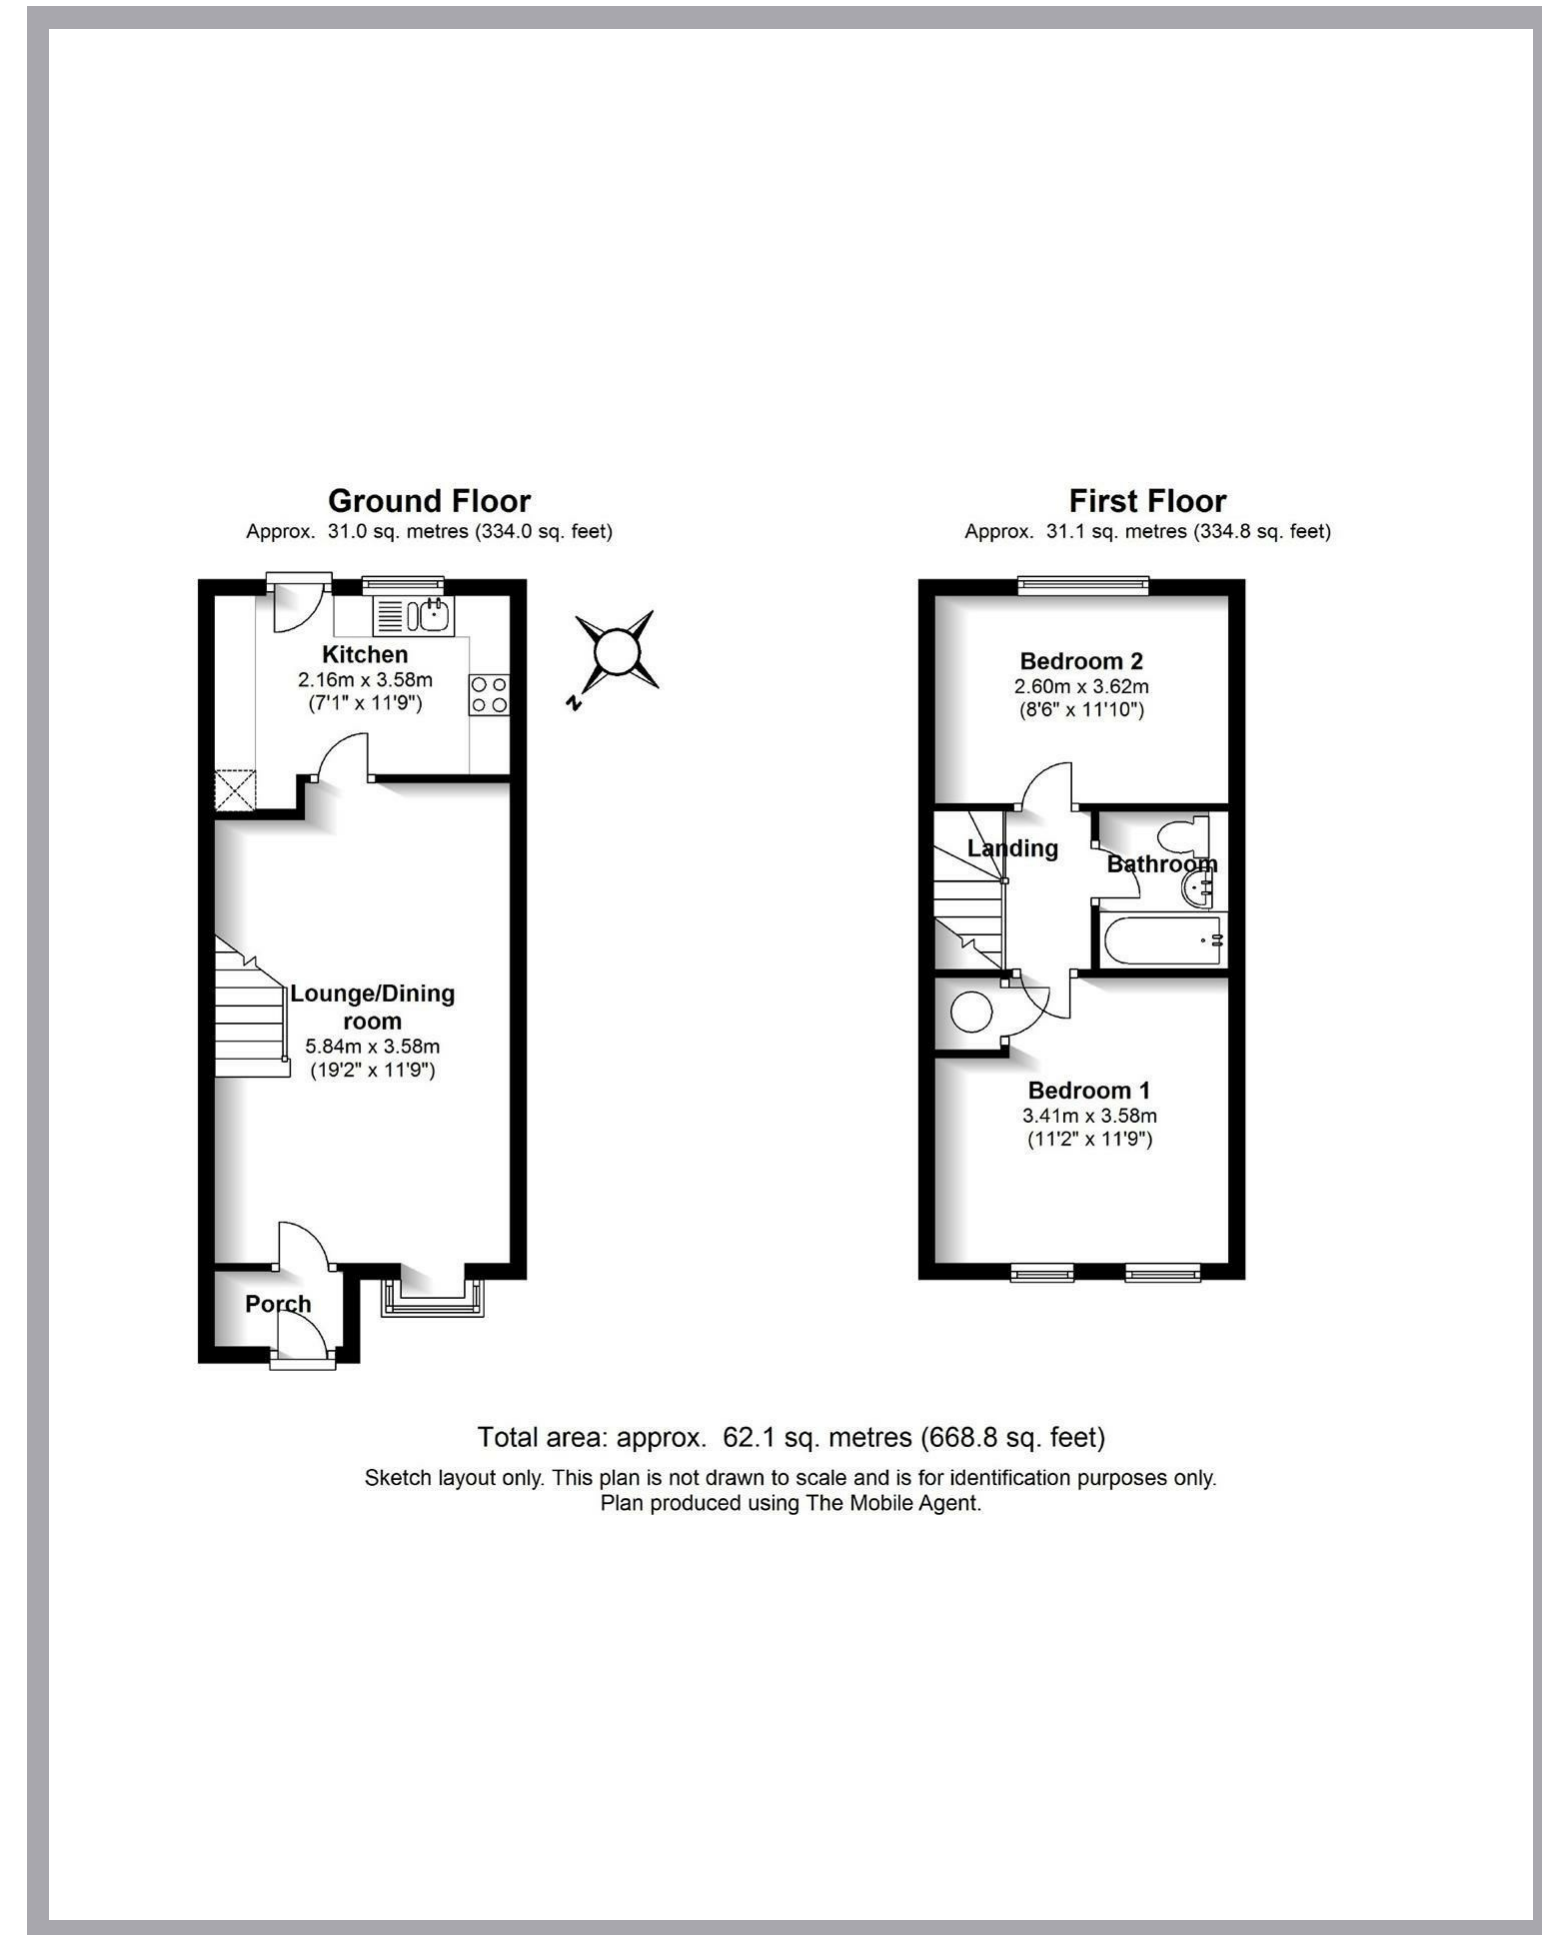 Ground Floor
Approx. 31.0 sq. metres (334.0 sq. feet)
Kitchen
2.16m x 3.58m
(7'1" x 11'9")
N
Lounge/Dining
room
5.84m x 3.58m
(19'2" x 11'9")
Porch
First Floor
Approx. 31.1 sq. metres (334.8 sq. feet)
Bedroom 2
2.60m x 3.62m
(8'6" x 11'10")
Landing
Bathroom
Bedroom 1
3.41m x 3.58m
(11'2" x 11'9")
Total area: approx. 62.1 sq. metres (668.8 sq. feet)
Sketch layout only. This plan is not drawn to scale and is for identification purposes only.
Plan produced using The Mobile Agent.